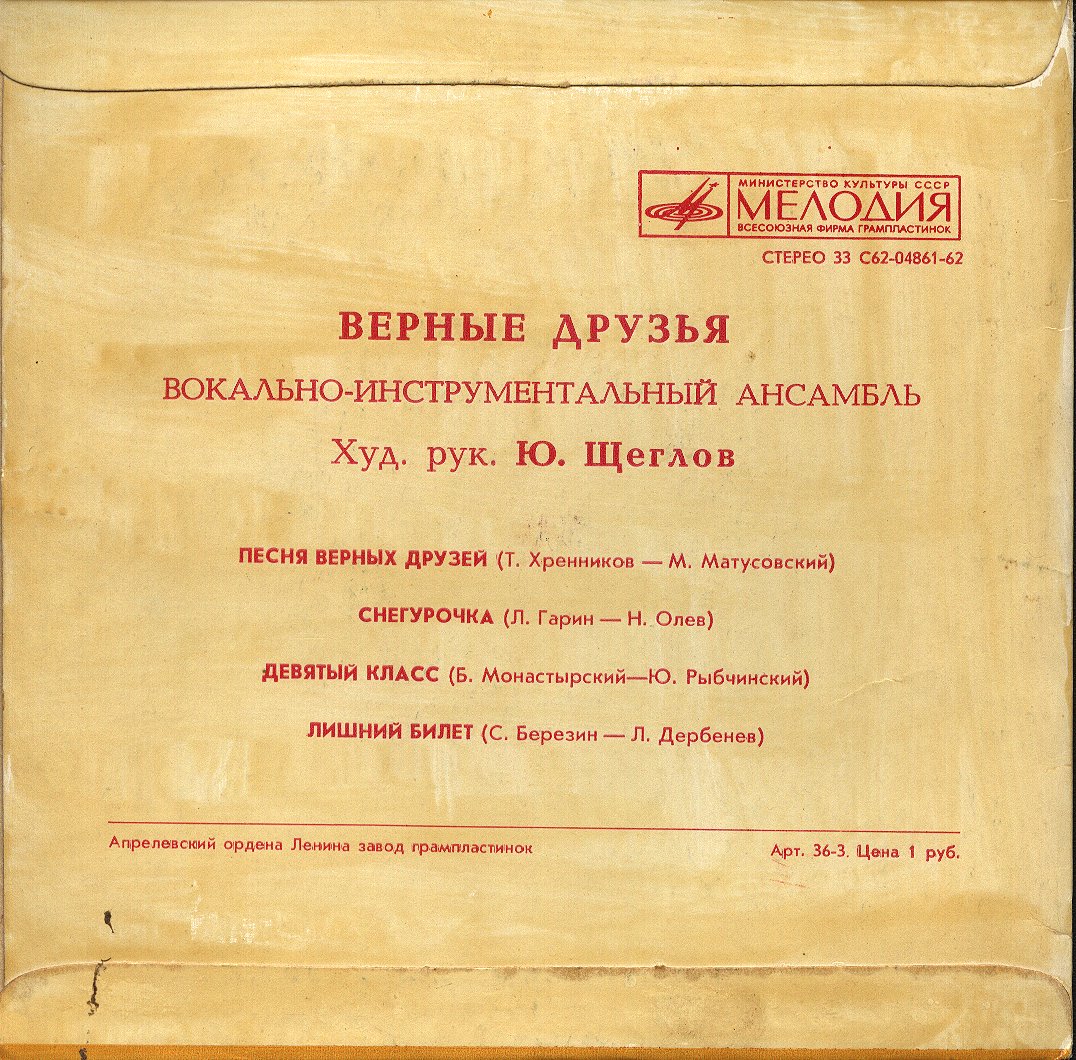 МИНИСТЕРСТВО КУЛЬТУРЫ СССР
МЕЛОДИЯ
ВСЕСОЮЗНАЯ ФИРМА ГРАМПЛАСТИНОК
СТЕРЕО 33 С62-04861-62
ВЕРНЫЕ ДРУЗЬЯ
ВОКАЛЬНО-ИНСТРУМЕНТАЛЬНЫЙ АНСАМБЛЬ
Худ. рук. Ю. Щеглов
ПЕСНЯ ВЕРНЫХ ДРУЗЕЙ (Т. Хренников — М. Матусовский)
СНЕГУРОЧКА (Л. Гарин — Н. Олев)
ДЕВЯТЫЙ КЛАСС (Б. Монастырский—Ю. Рыбчинский)
ЛИШНИЙ БИЛЕТ (С. Березин — Л. Дербенев)
Апрелевский ордена Ленина завод грампластинок
Арт. 36-3. Цена 1 руб.